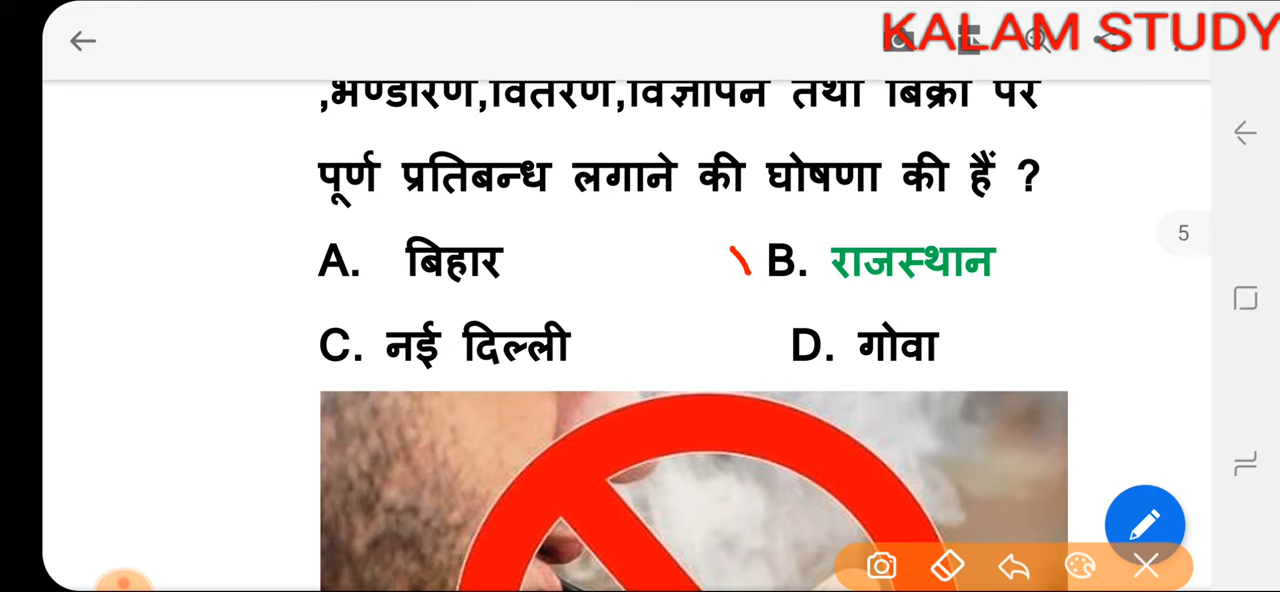 KALAM STUDY
,भण्डारण,वितरण,विज्ञापन तथा बिक्री पर
पूर्ण प्रतिबन्ध लगाने की घोषणा की हैं ?
A. बिहार
B. राजस्थान
C. नई दिल्ली
D. गोवा
5